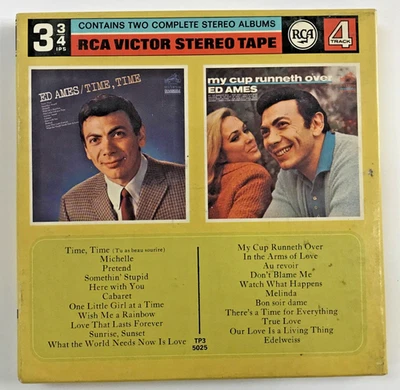 3 3/4 IPS
CONTAINS TWO COMPLETE STEREO ALBUMS
RCA VICTOR STEREO TAPE
RCA
4 TRACK
ED AMES/TIME, TIME
my cup runneth over
ED AMES
Time, Time (Tu as beau sourire)
Michelle
Pretend
Somethin' Stupid
Here with You
Cabaret
One Little Girl at a Time
Wish Me a Rainbow
Love That Lasts Forever
Sunrise, Sunset
What the World Needs Now Is Love
TP3
5025
My Cup Runneth Over
In the Arms of Love
Au revoir
Don't Blame Me
Watch What Happens
Melinda
Bon soir dame
There's a Time for Everything
True Love
Our Love Is a Living Thing
Edelweiss